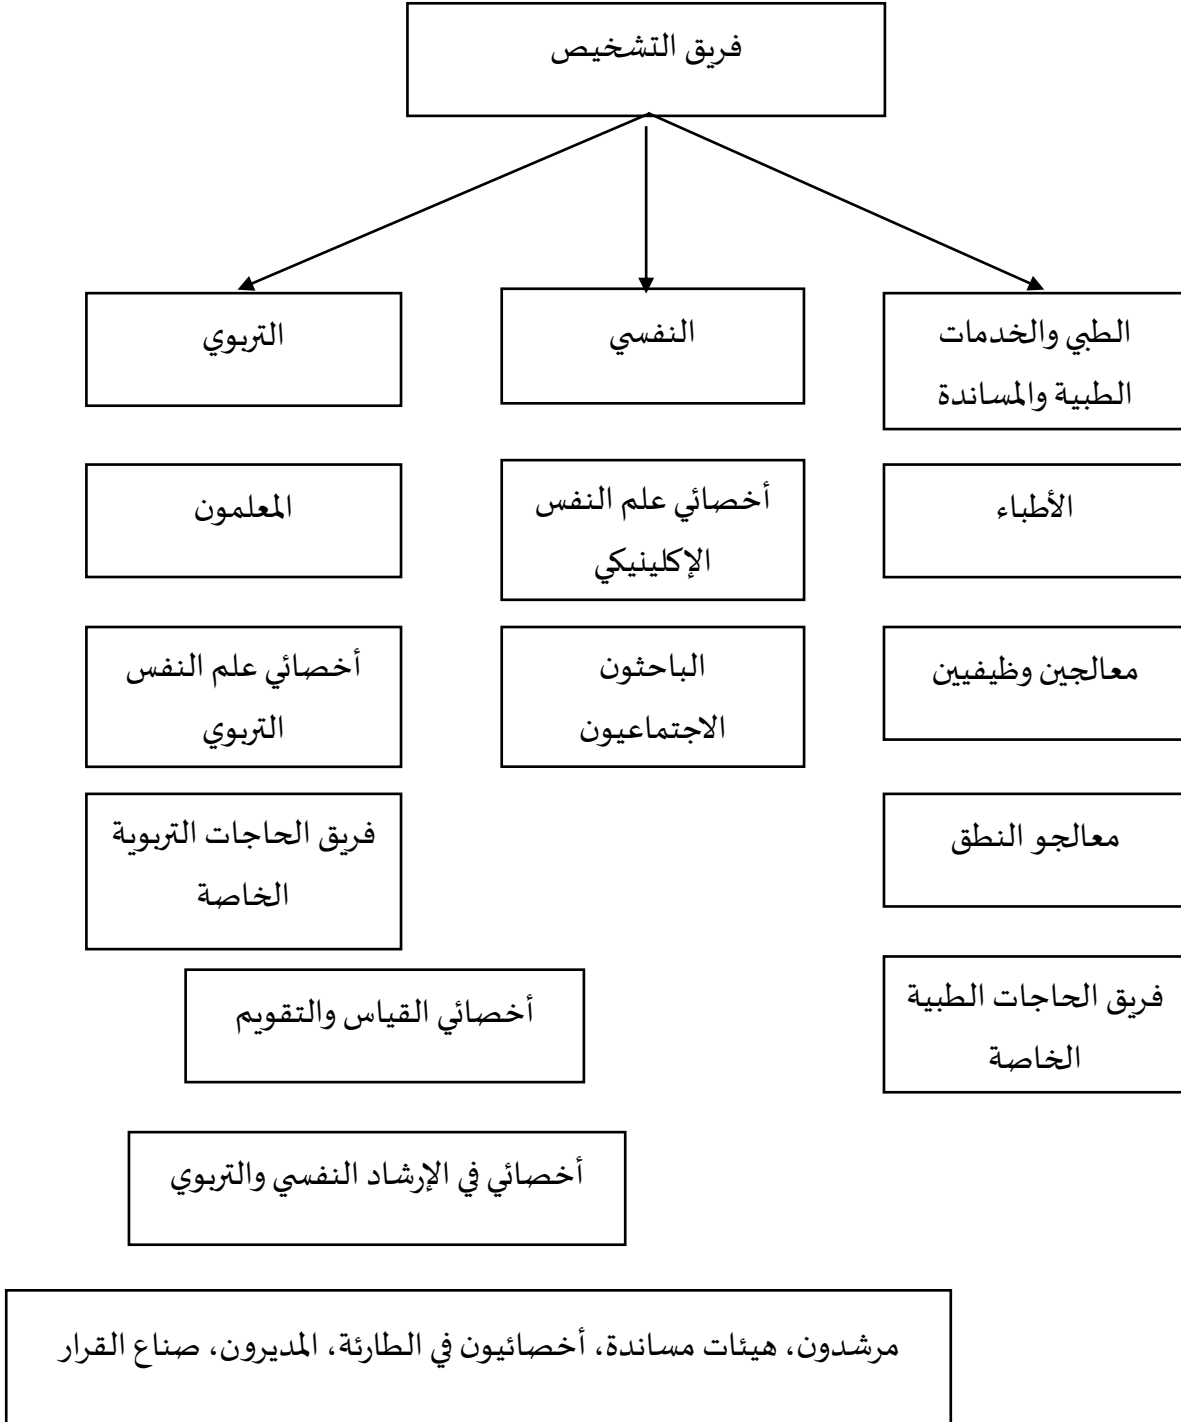 فريق التشخيص
الطبي والخدمات
الطبية والمساندة
النفسي
التربوي
الأطباء
أخصائي علم النفس
الإكلينيكي
المعلمون
معالجين وظيفيين
الباحثون
الاجتماعيون
أخصائي علم النفس
التربوي
معالجو النطق
فريق الحاجات التربوية
الخاصة
فريق الحاجات الطبية
الخاصة
أخصائي القياس والتقويم
أخصائي في الإرشاد النفسي والتربوي
مرشدون، هيئات مساندة، أخصائيون في الطارئة، المديرون، صناع القرار